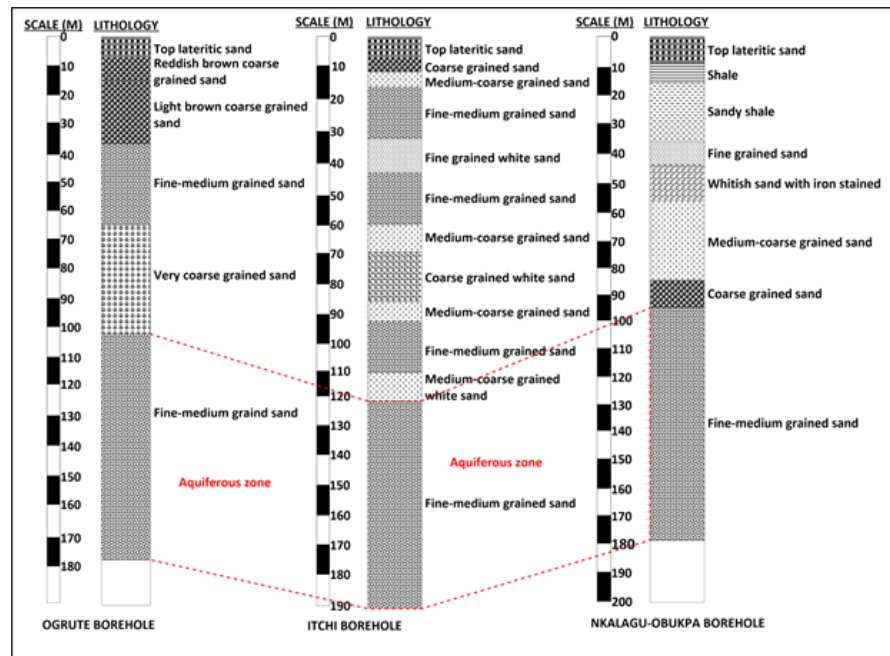 SCALE (M) LITHOLOGY
0
10
20
30
40
50
60
70
80
90
100
110
120
130
140
150
160
170
180
Top lateritic sand
Reddish brown coarse
grained sand
Light brown coarse grained
sand
Fine-medium grained sand
Very coarse grained sand
Fine-medium graind sand
Aquiferous zone
OGRUTE BOREHOLE
SCALE (M) LITHOLOGY
0
10
20
30
40
50
60
70
80
90
100
110
120
130
140
150
160
170
180
190
Top lateritic sand
Coarse grained sand
Medium-coarse grained sand
Fine-medium grained sand
Fine grained white sand
Fine-medium grained sand
Medium-coarse grained sand
Coarse grained white sand
Medium-coarse grained sand
Fine-medium grained sand
Medium-coarse grained
white sand
Aquiferous zone
Fine-medium grained sand
ITCHI BOREHOLE
SCALE (M) LITHOLOGY
0
10
20
30
40
50
60
70
80
90
100
110
120
130
140
150
160
170
180
190
200
Top lateritic sand
Shale
Sandy shale
Fine grained sand
Whitish sand with iron stained
Medium-coarse grained sand
Coarse grained sand
Fine-medium grained sand
NKALAGU-OBUKPA BOREHOLE